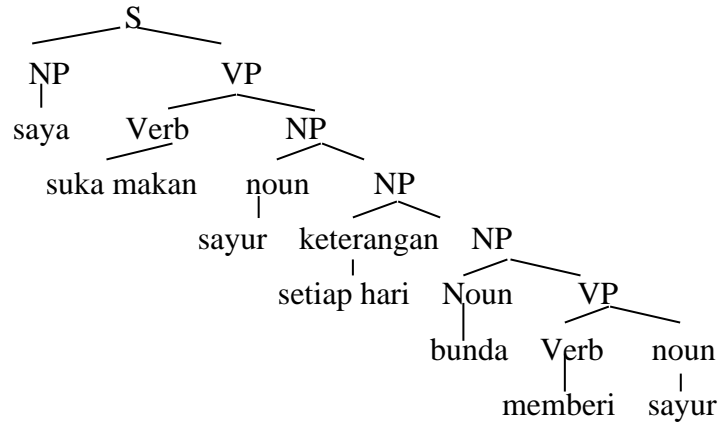 S
NP VP
saya Verb NP
suka makan noun NP
sayur keterangan NP
setiap hari Noun VP
bunda Verb noun
memberi sayur